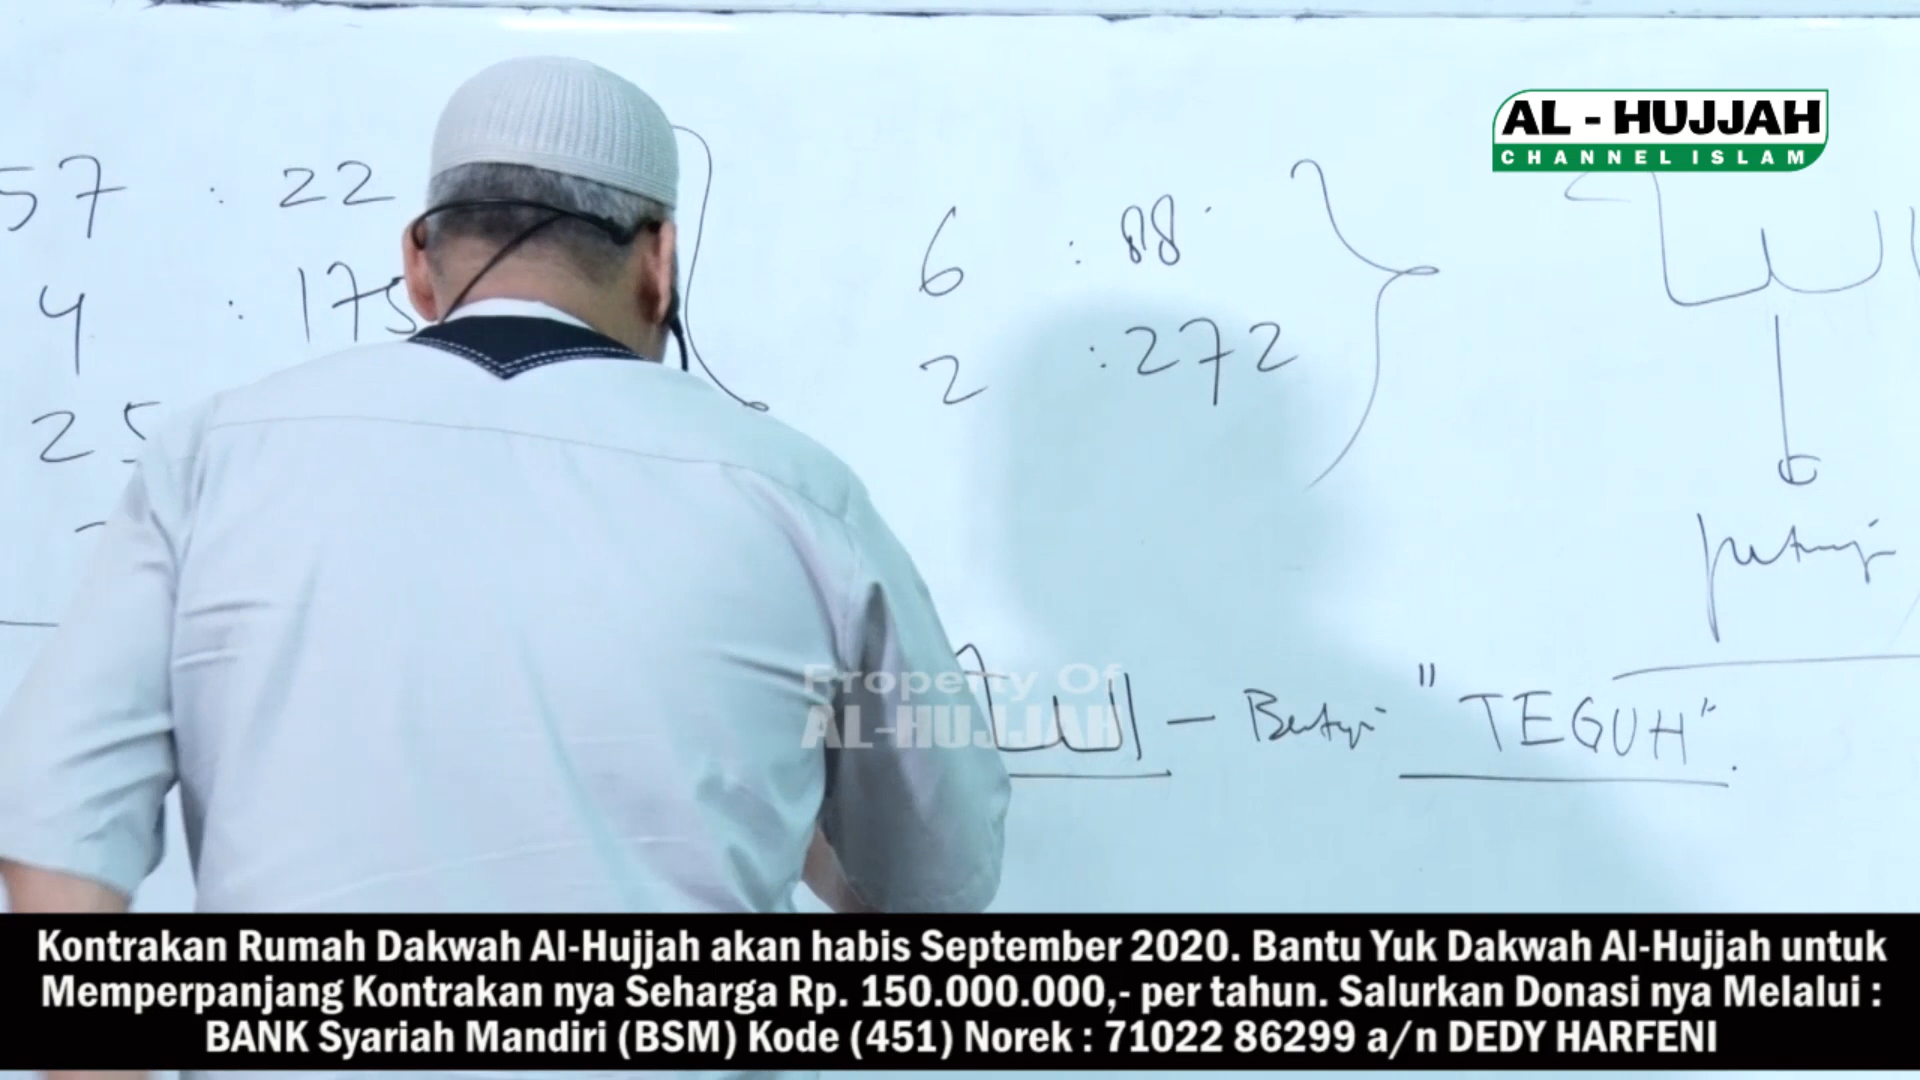 AL - HUJJAH
CHANNEL ISLAM
57 : 22
4 : 175
25
6 : 88
2 : 272
"TEGUH"
Property Of
AL-HUJJAH
Kontrakan Rumah Dakwah Al-Hujjah akan habis September 2020. Bantu Yuk Dakwah Al-Hujjah untuk
Memperpanjang Kontrakan nya Seharga Rp. 150.000.000,- per tahun. Salurkan Donasi nya Melalui :
BANK Syariah Mandiri (BSM) Kode (451) Norek : 71022 86299 a/n DEDY HARFENI